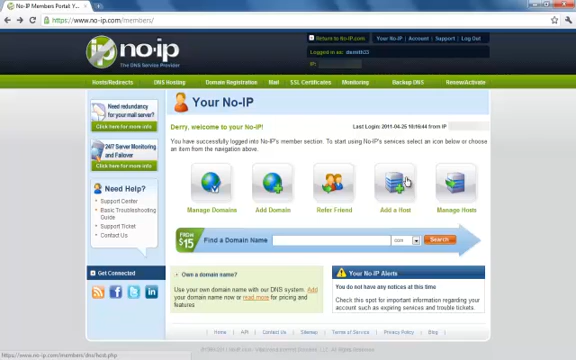 No-IP Members Portal: Y
https://www.no-ip.com/members/
Return to No-IP.com
Your No-IP | Account | Support | Log Out
Logged in as:
IP:
no-ip
The DNS Service Provider
Hosts/Redirects DNS Hosting Domain Registration Mail SSL Certificates Monitoring Backup DNS Renew/Activate
Need redundancy
for your mail server?
Click here for more info
24/7 Server Monitoring
and Failover
Click here for more info
Need Help?
Support Center
Basic Troubleshooting
Guide
Support Ticket
Contact Us
Get Connected
Your No-IP
Derry, welcome to your No-IP!
Last Login: 2011-04-25 10:16:44 from IP
You have successfully logged into No-IP's member section. To start using No-IP's services select an icon below or choose
an item from the navigation above.
Manage Domains
Add Domain
Refer Friend
Add a Host
Manage Hosts
FROM
$15
Find a Domain Name
com
Search
Own a domain name?
Use your own domain name with our DNS system. Add
your domain name now or read more for pricing and
features
Your No-IP Alerts
You do not have any notices at this time
Check this spot for important information regarding
your account such as expiring services and trouble tickets.
Home | API | Contact Us | Sitemap | Terms of Service | Privacy Policy | Blog
https://www.no-ip.com/members/dns/host.php